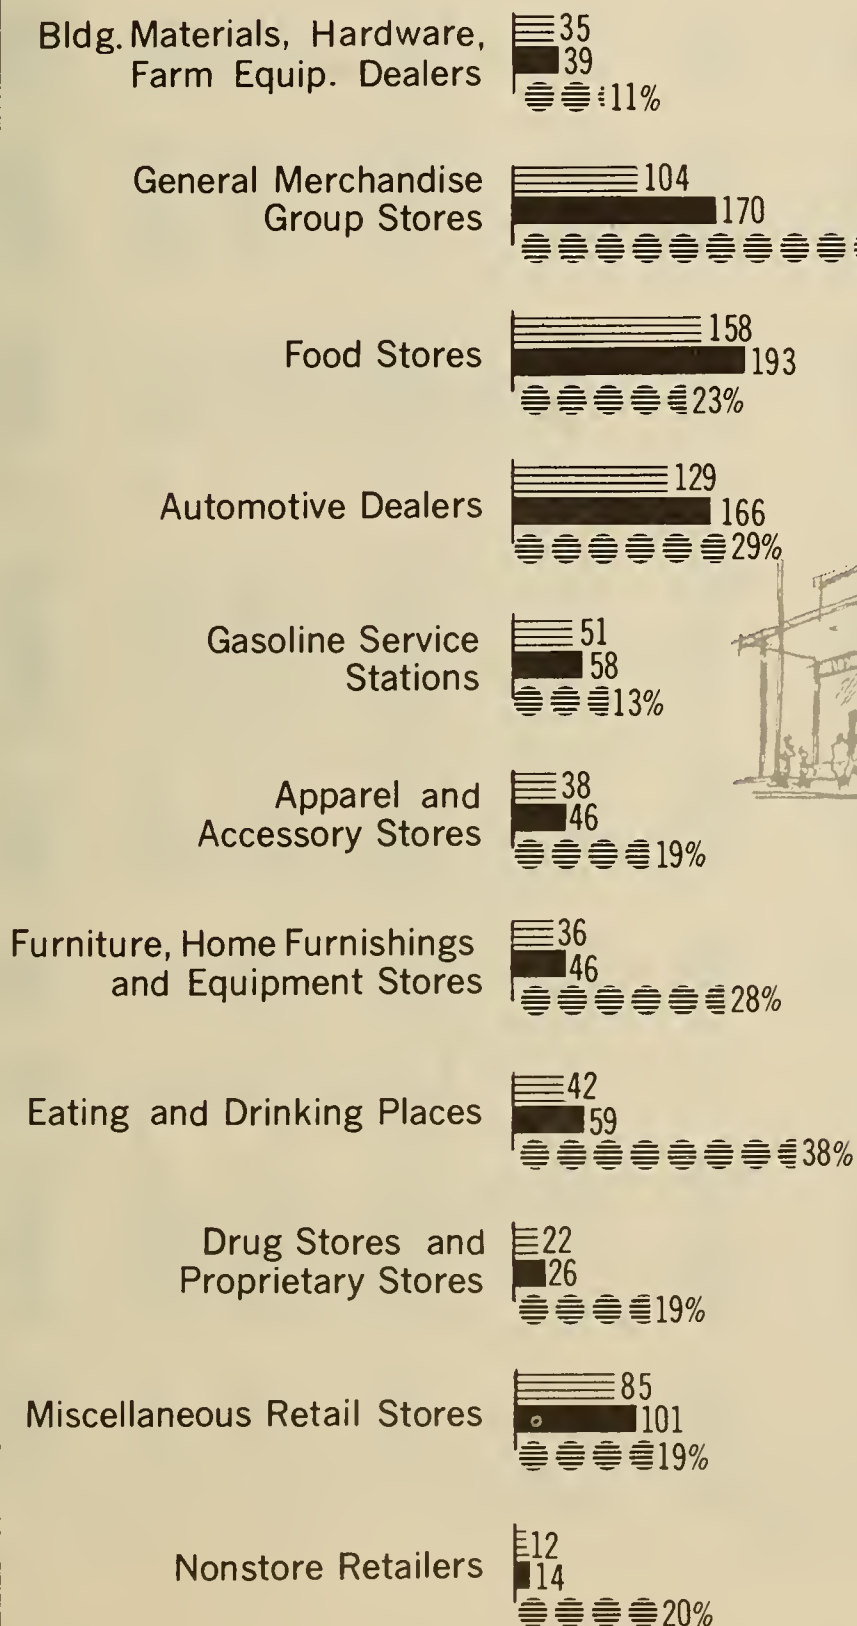 Bldg. Materials, Hardware,
Farm Equip. Dealers
35
39
11%
General Merchandise
Group Stores
104
170
Food Stores
158
193
23%
Automotive Dealers
129
166
29%
Gasoline Service
Stations
51
58
13%
Apparel and
Accessory Stores
38
46
19%
Furniture, Home Furnishings
and Equipment Stores
36
46
28%
Eating and Drinking Places
42
59
38%
Drug Stores and
Proprietary Stores
22
26
19%
Miscellaneous Retail Stores
85
101
19%
Nonstore Retailers
12
14
20%